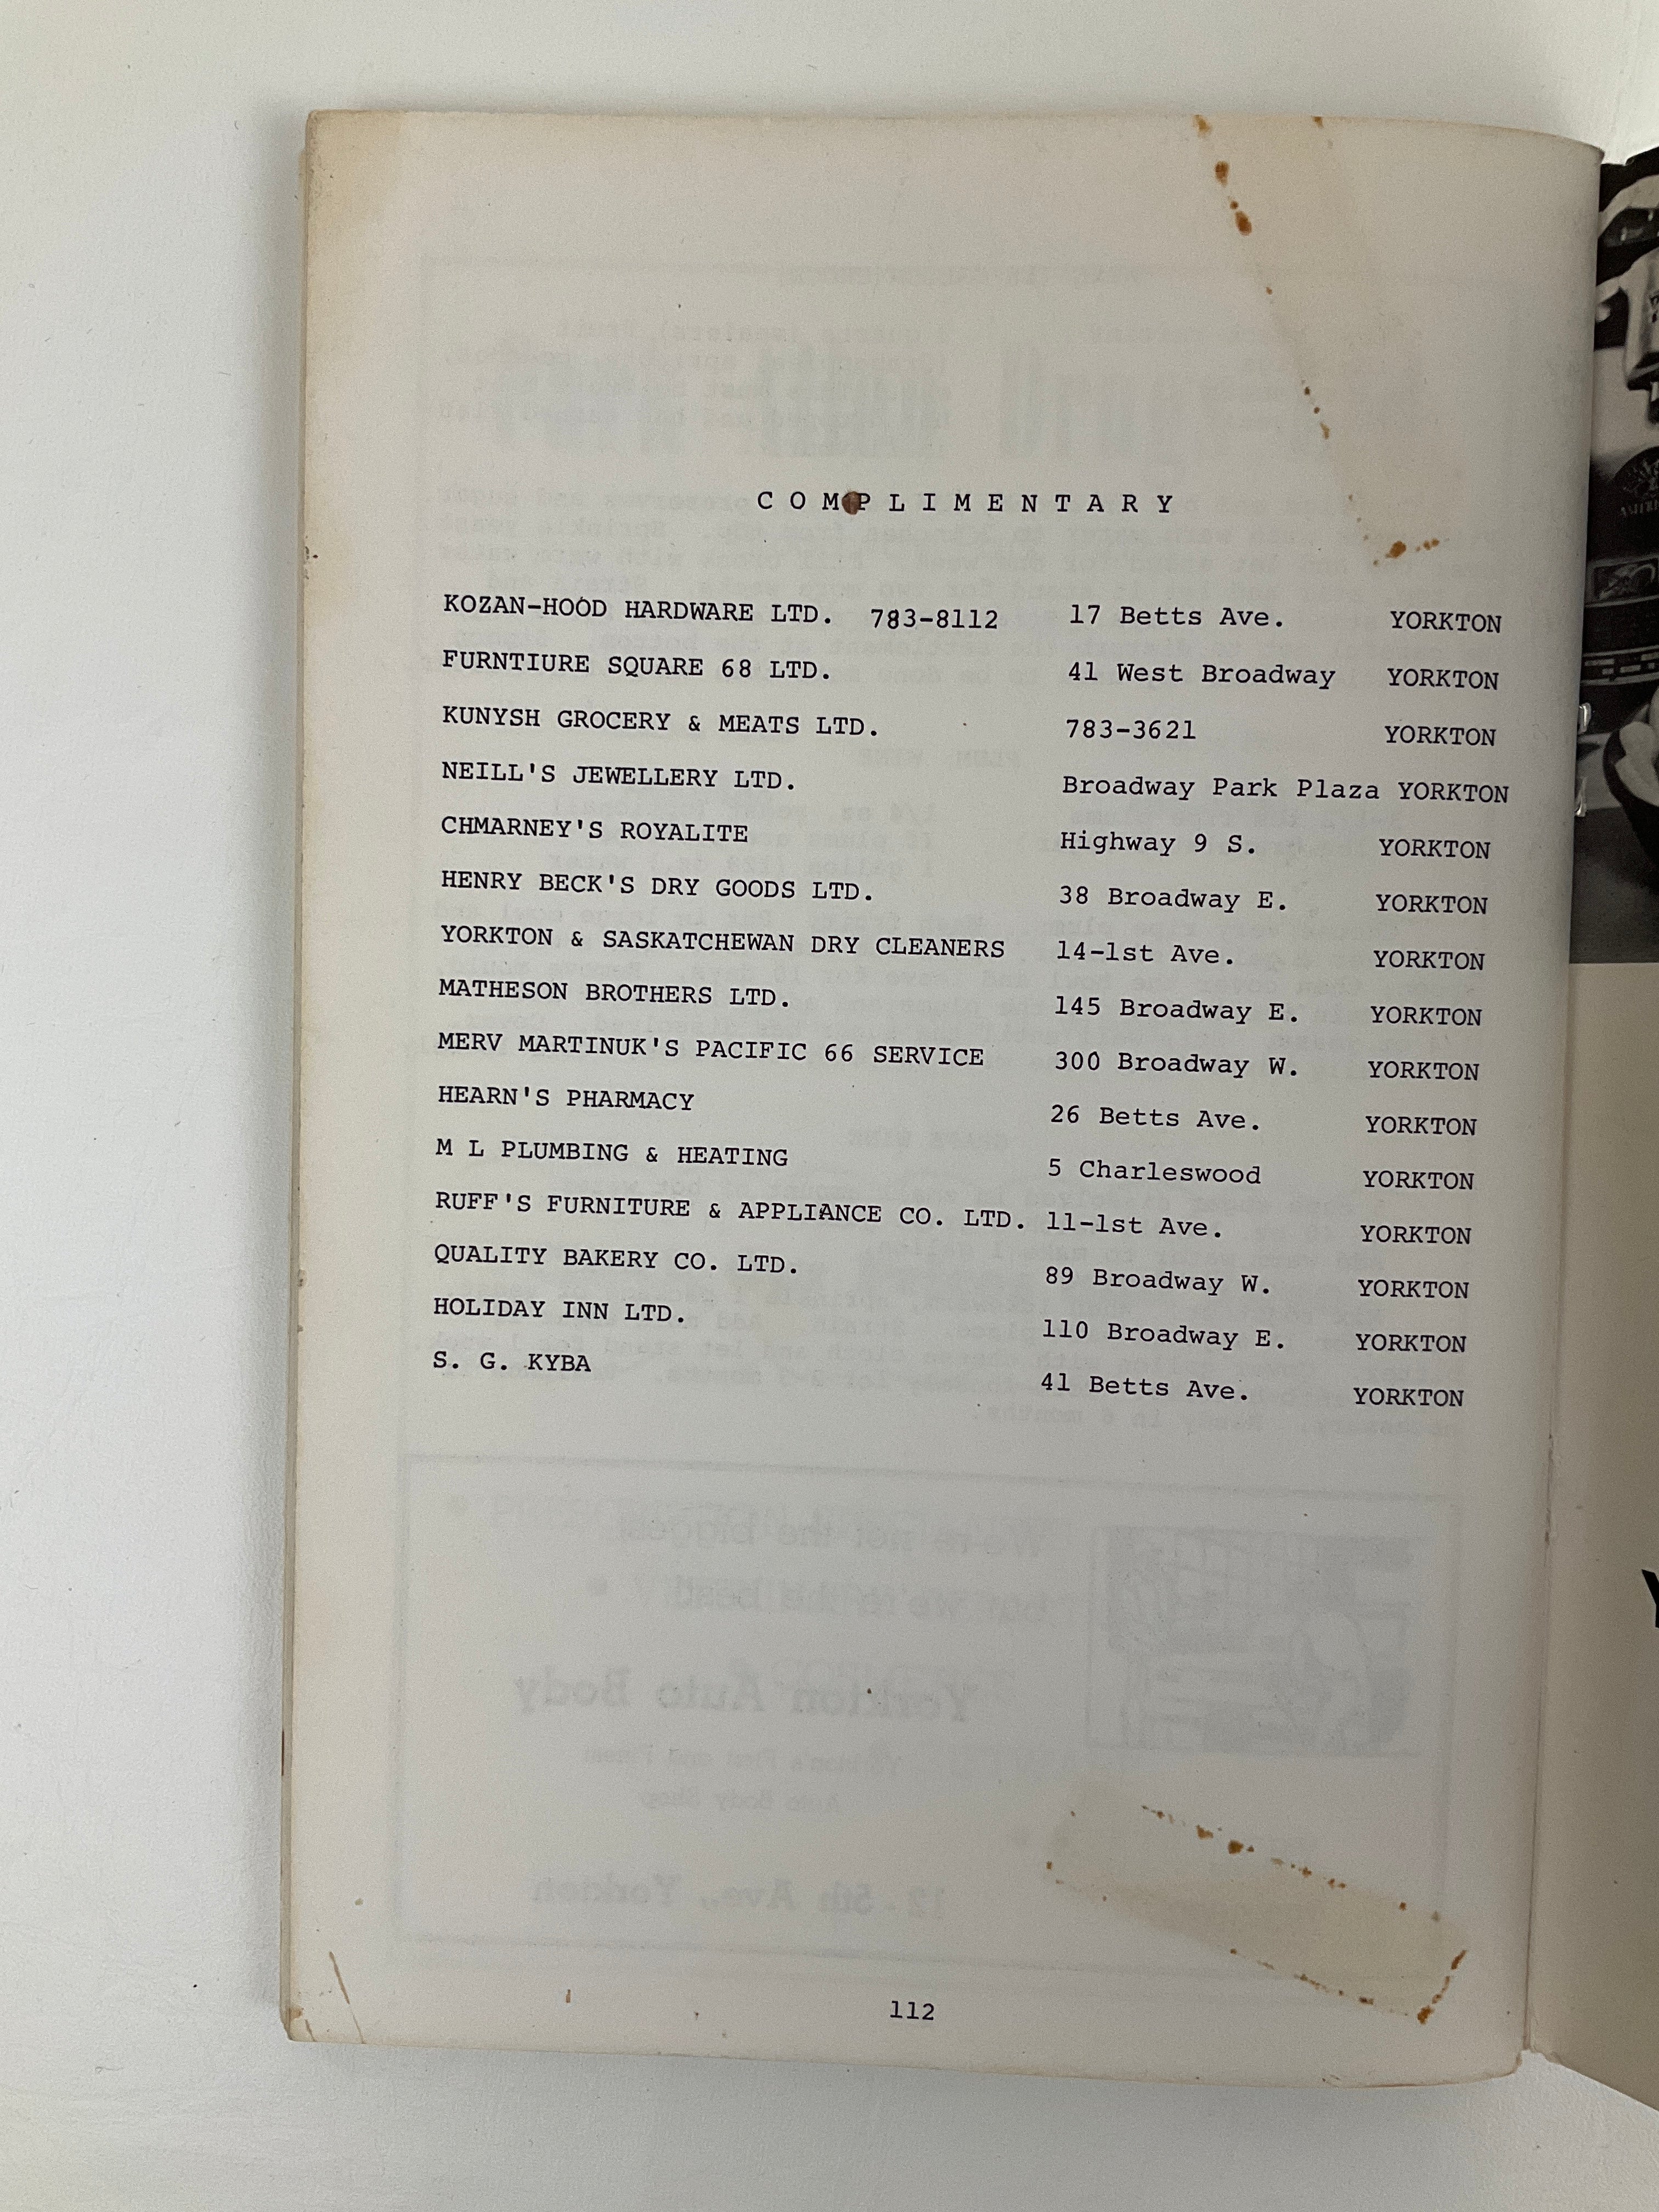 COMPLIMENTARY
KOZAN-HOOD HARDWARE LTD. 783-8112 17 Betts Ave. YORKTON
FURNTIURE SQUARE 68 LTD. 41 West Broadway YORKTON
KUNYSH GROCERY & MEATS LTD. 783-3621 YORKTON
NEILL'S JEWELLERY LTD. Broadway Park Plaza YORKTON
CHMARNEY'S ROYALITE Highway 9 S. YORKTON
HENRY BECK'S DRY GOODS LTD. 38 Broadway E. YORKTON
YORKTON & SASKATCHEWAN DRY CLEANERS 14-1st Ave. YORKTON
MATHESON BROTHERS LTD. 145 Broadway E. YORKTON
MERV MARTINUK'S PACIFIC 66 SERVICE 300 Broadway W. YORKTON
HEARN'S PHARMACY 26 Betts Ave. YORKTON
M L PLUMBING & HEATING 5 Charleswood YORKTON
RUFF'S FURNITURE & APPLIANCE CO. LTD. 11-1st Ave. YORKTON
QUALITY BAKERY CO. LTD. 89 Broadway W. YORKTON
HOLIDAY INN LTD. 110 Broadway E. YORKTON
S. G. KYBA 41 Betts Ave. YORKTON
112